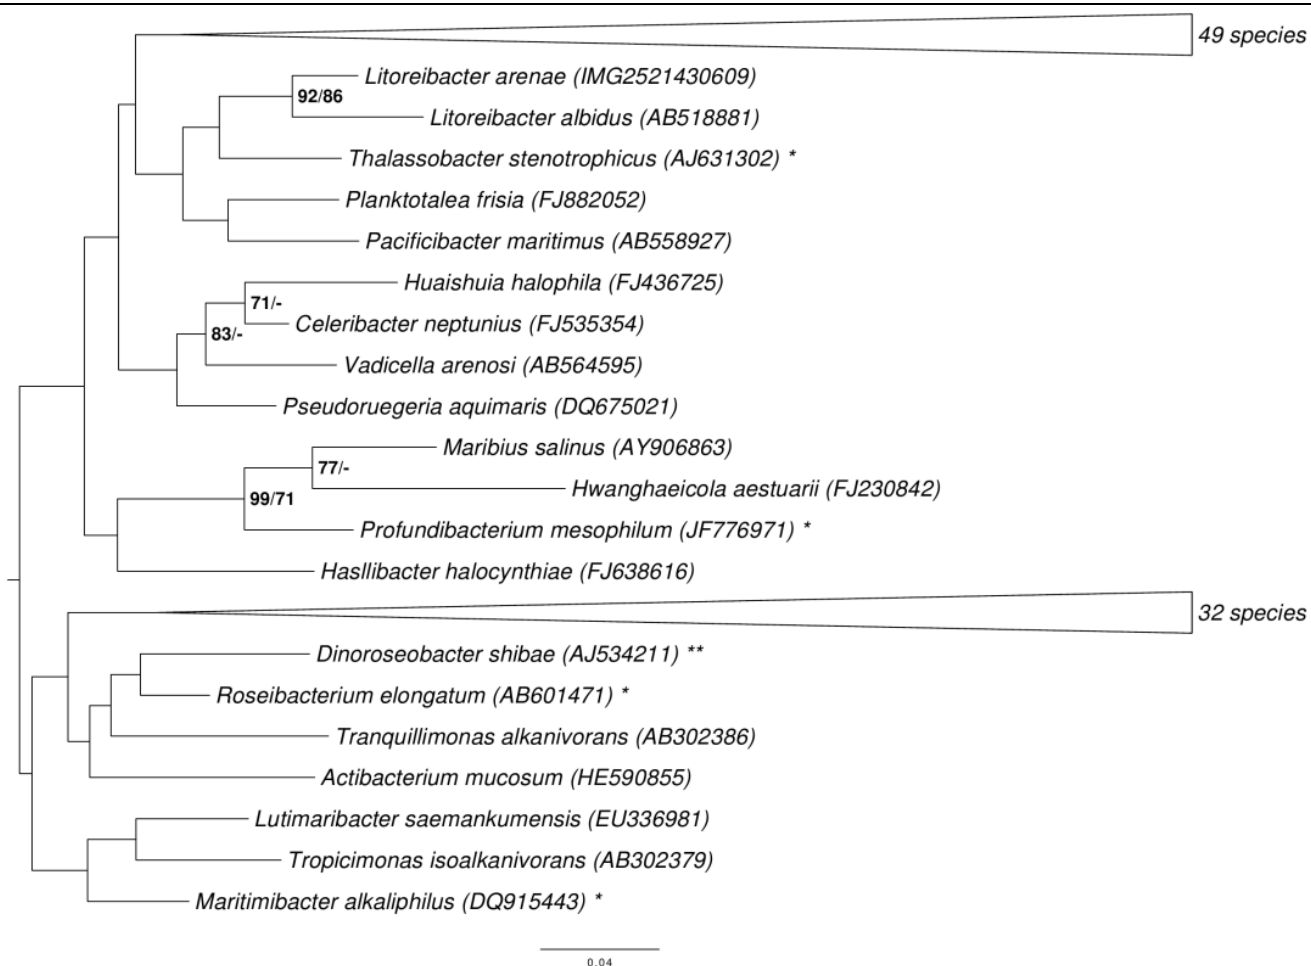 49 species
Litoreibacter arenae (IMG2521430609)
92/86
Litoreibacter albidus (AB518881)
Thalassobacter stenotrophicus (AJ631302) *
Planktotalea frisia (FJ882052)
Pacificibacter maritimus (AB558927)
Huaishuia halophila (FJ436725)
71/-
Celeribacter neptunius (FJ535354)
83/-
Vadicella arenosi (AB564595)
Pseudoruegeria aquimaris (DQ675021)
Maribius salinus (AY906863)
77/-
Hwanghaeicola aestuarii (FJ230842)
99/71
Profundibacterium mesophilum (JF776971) *
Hasllibacter halocynthiae (FJ638616)
32 species
Dinoroseobacter shibae (AJ534211) **
Roseibacterium elongatum (AB601471) *
Tranquillimonas alkanivorans (AB302386)
Actibacterium mucosum (HE590855)
Lutimaribacter saemankumensis (EU336981)
Tropicimonas isoalkanivorans (AB302379)
Maritimibacter alkaliphilus (DQ915443) *
0.04